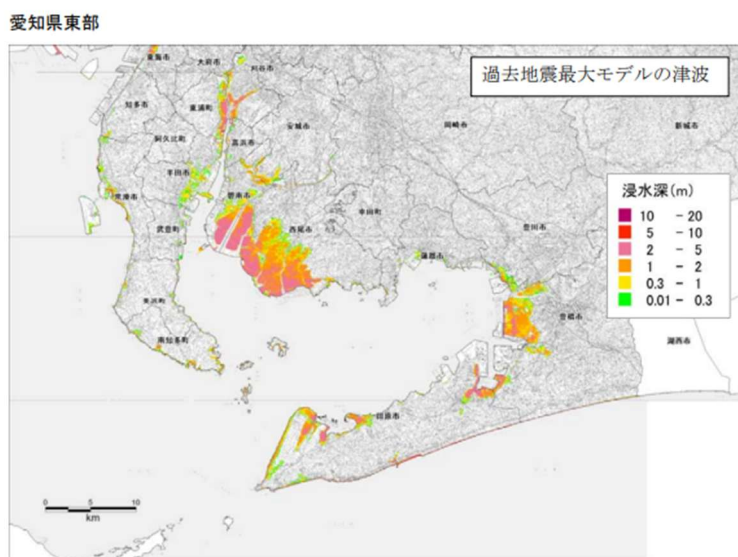 愛知県東部
過去地震最大モデルの津波
東海市
大府市
刈谷市
知多市
東浦町
安城市
岡崎市
新城市
阿久比町
高浜市
半田市
碧南市
常滑市
西尾市
幸田町
武豊町
蒲郡市
豊川市
美浜町
豊橋市
南知多町
湖西市
田原市
浸水深(m)
10 - 20
5 - 10
2 - 5
1 - 2
0.3 - 1
0.01 - 0.3
0 5 10
km